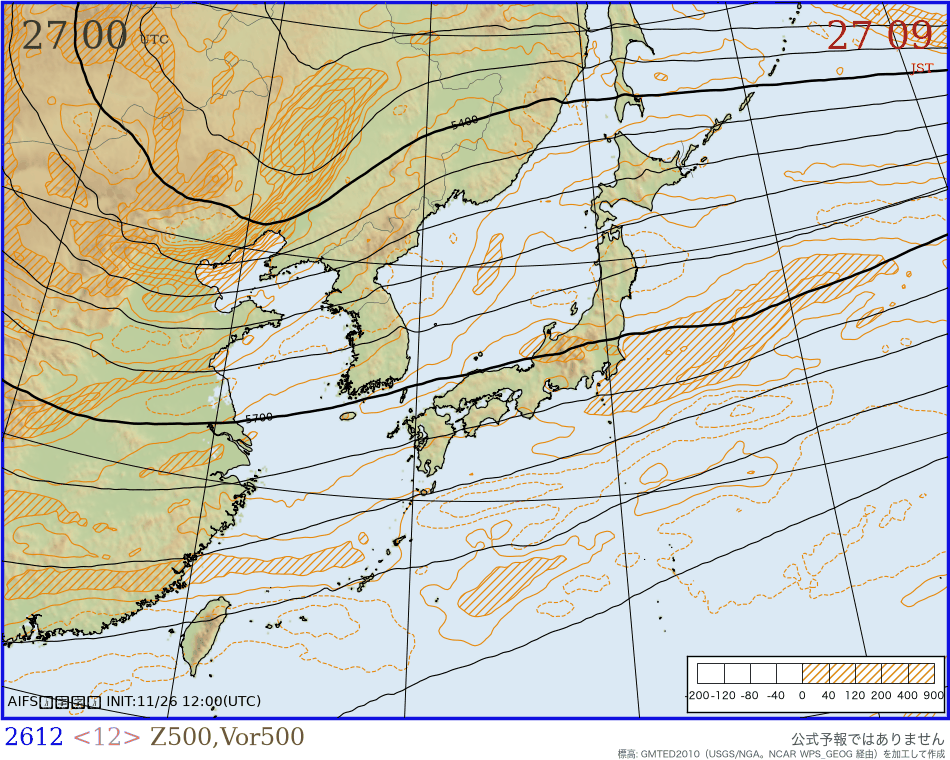 27 00 UTC
27 09
JST
5400
5700
-200 -120 -80 -40 0 40 120 200 400 900
AIFS INIT:11/26 12:00(UTC)
2612 <12> Z500,Vor500
公式予報ではありません
標高: GMTED2010（USGS/NGA。NCAR WPS_GEOG 経由）を加工して作成